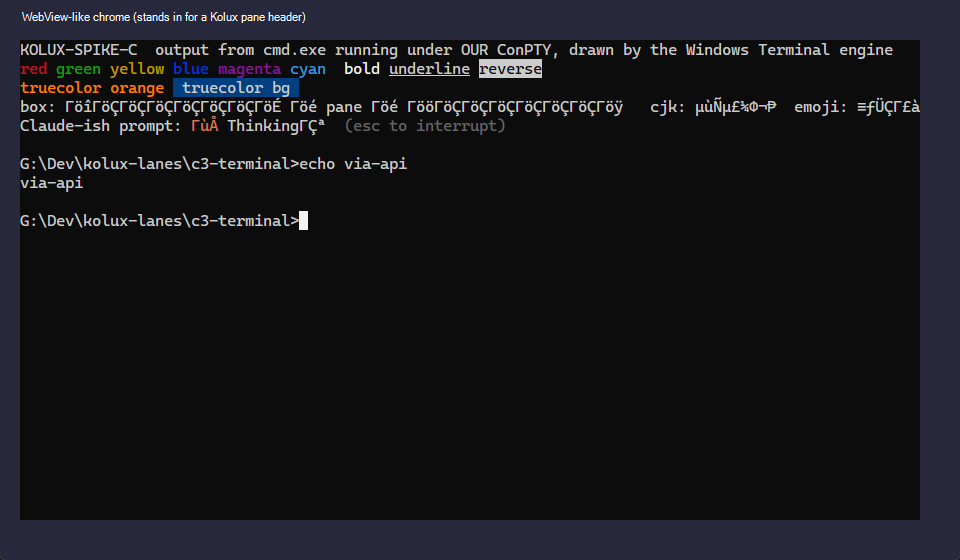 WebView-like chrome (stands in for a Kolux pane header)
KOLUX-SPIKE-C  output from cmd.exe running under OUR ConPTY, drawn by the Windows Terminal engine
red green yellow blue magenta cyan  bold underline reverse
truecolor orange  truecolor bg
box: ΓöîΓöÇΓöÇΓöÇΓöÇΓöÇΓöÇΓöÉ Γöé pane Γöé ΓööΓöÇΓöÇΓöÇΓöÇΓöÇΓöÇΓöÿ   cjk: µùÑµ£¼Φ¬₧  emoji: ≡ƒÜÇΓ£à
Claude-ish prompt: ΓùÅ ThinkingΓÇª  (esc to interrupt)
G:\Dev\kolux-lanes\c3-terminal>echo via-api
via-api
G:\Dev\kolux-lanes\c3-terminal>